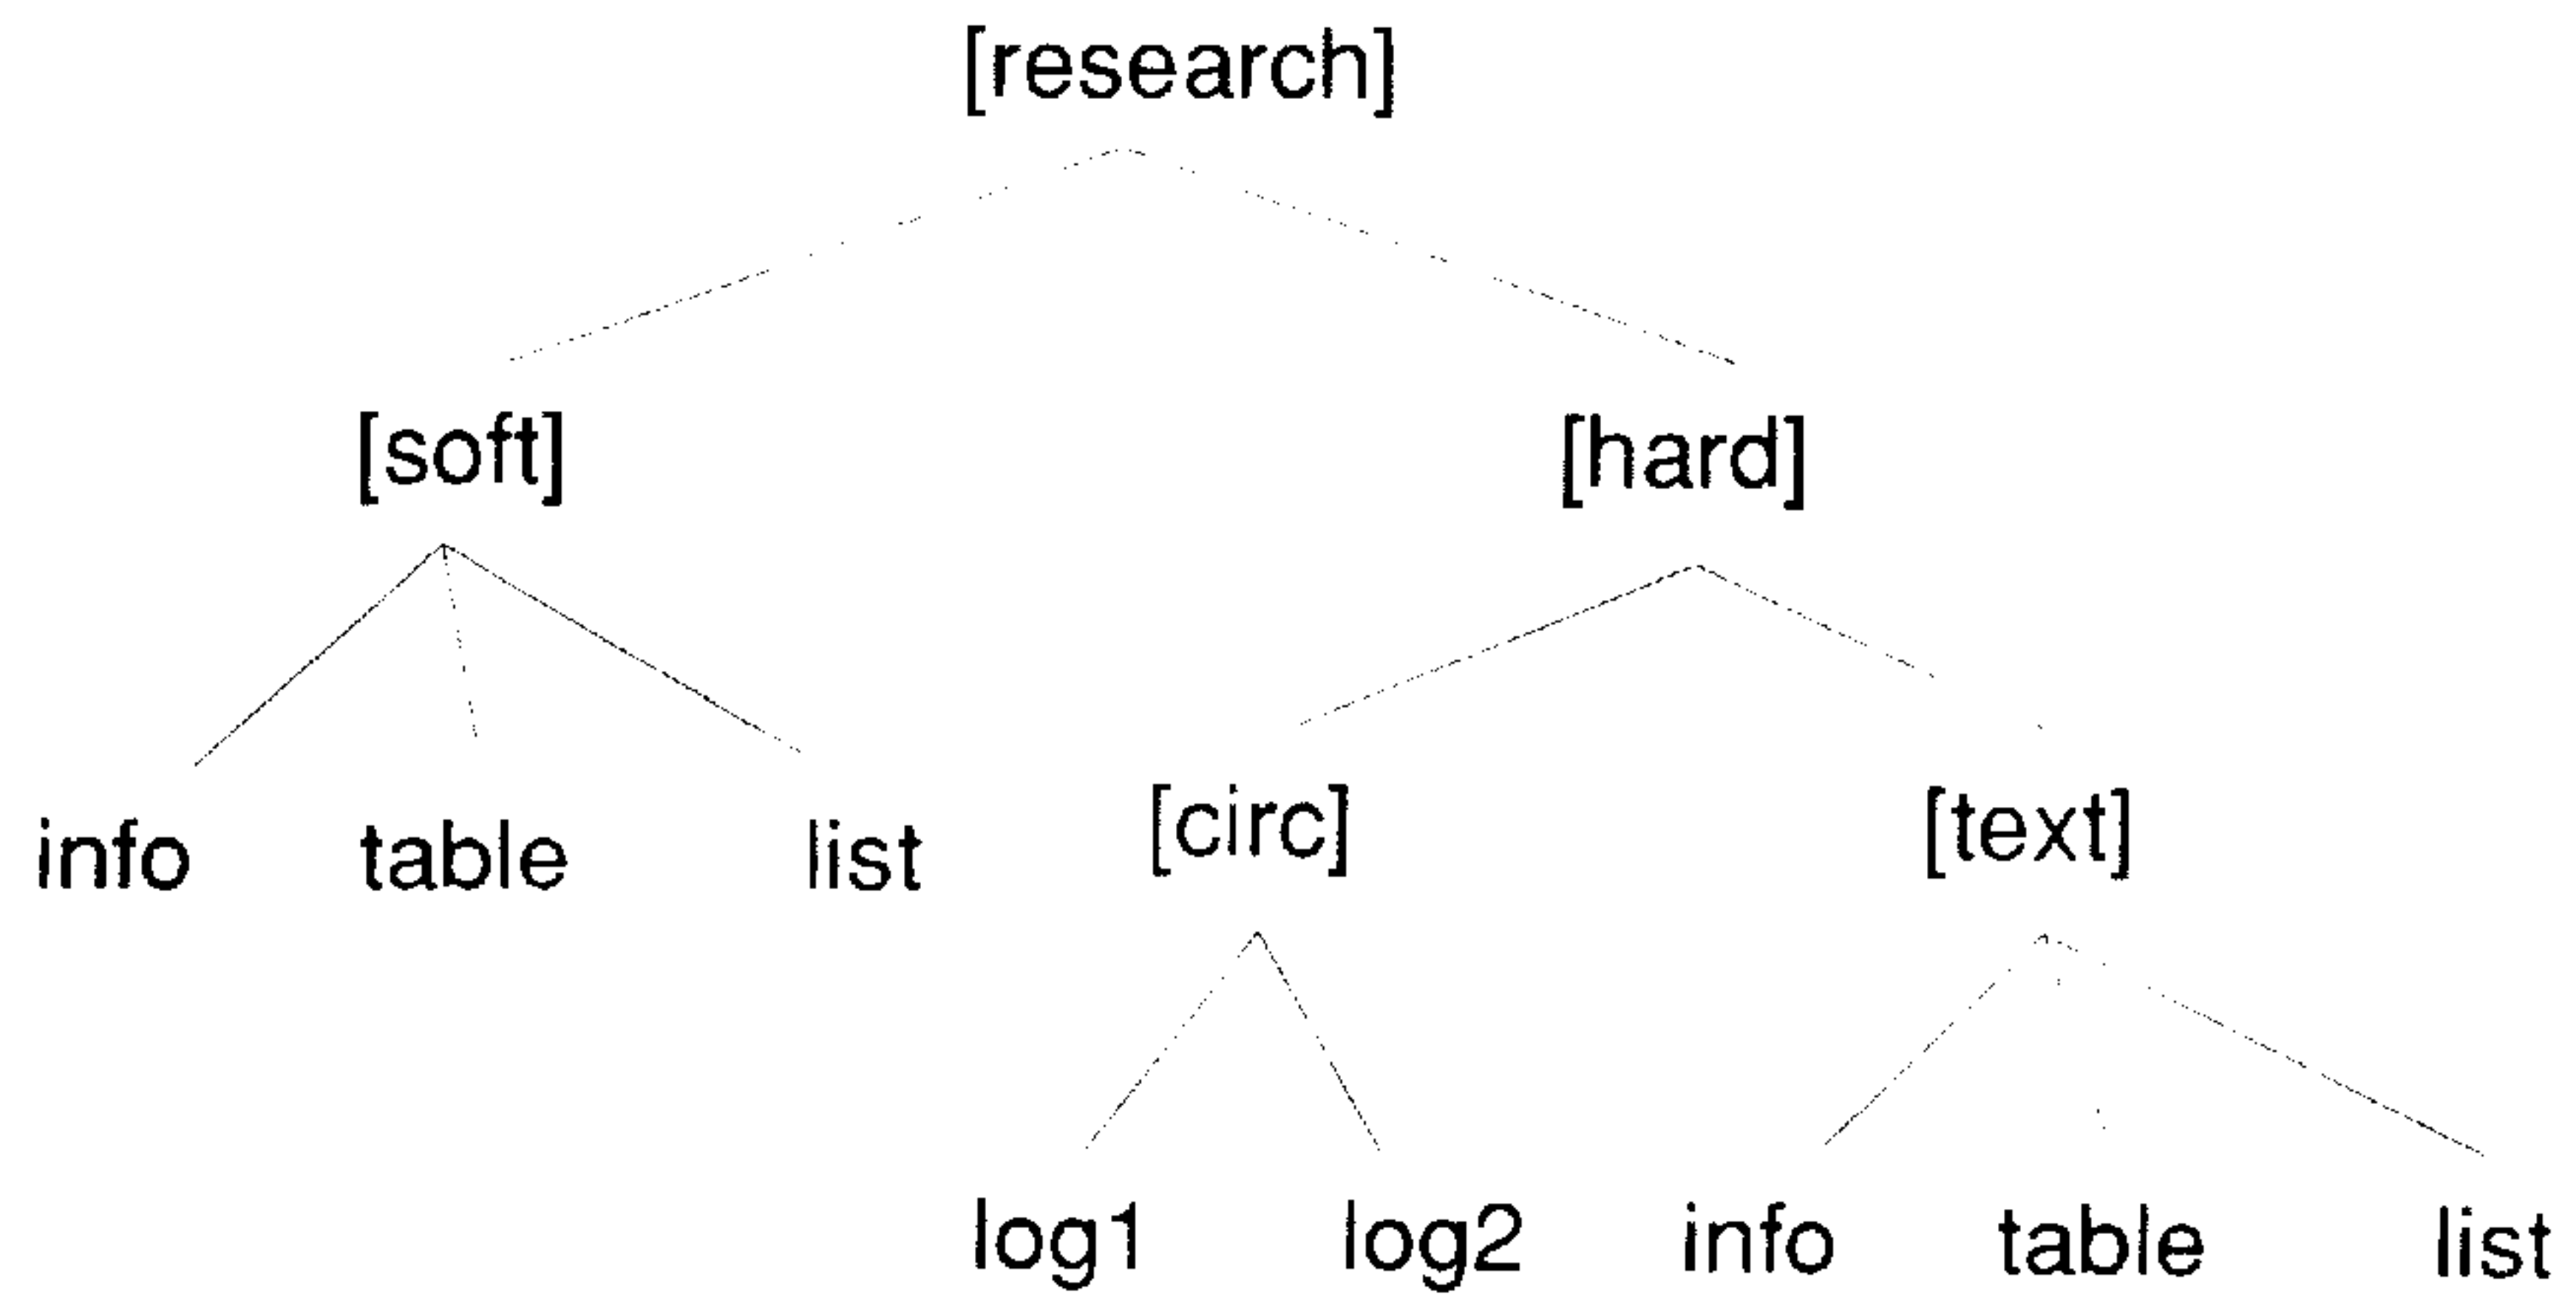 [research]
[soft] [hard]
info table list [circ] [text]
log1 log2 info table list